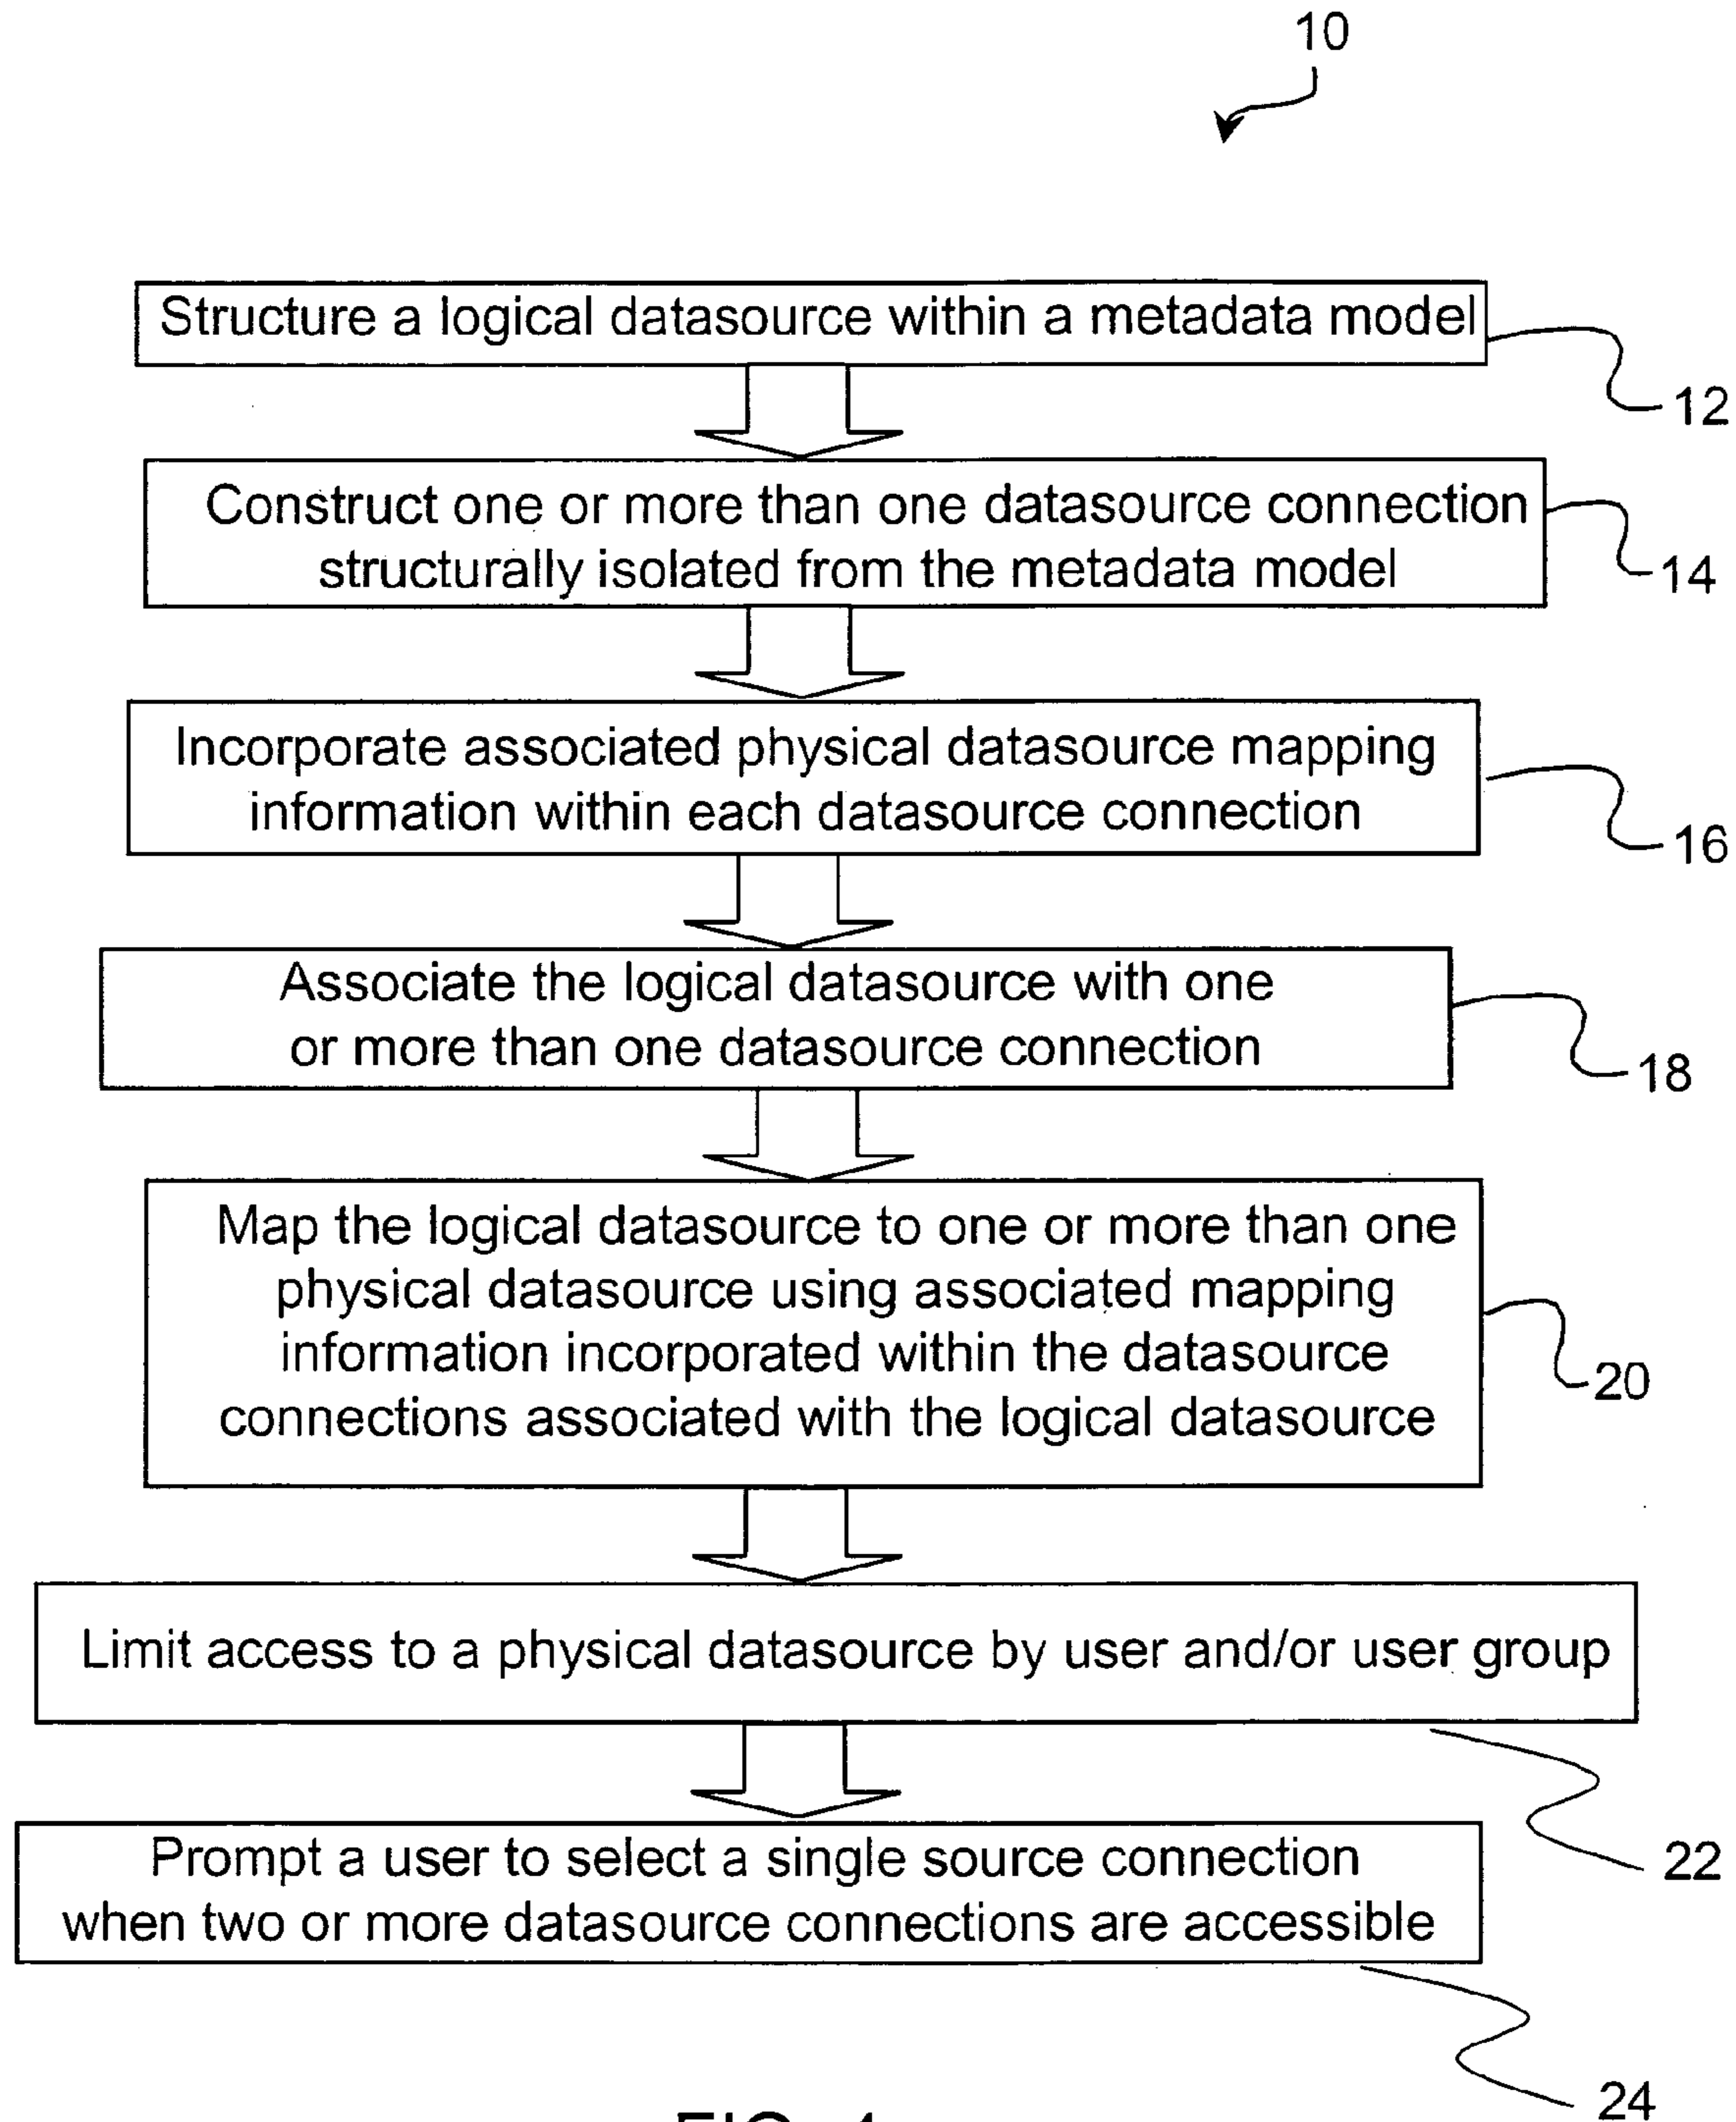 10
Structure a logical datasource within a metadata model
12
Construct one or more than one datasource connection
structurally isolated from the metadata model
14
Incorporate associated physical datasource mapping
information within each datasource connection
16
Associate the logical datasource with one
or more than one datasource connection
18
Map the logical datasource to one or more than one
physical datasource using associated mapping
information incorporated within the datasource
connections associated with the logical datasource
20
Limit access to a physical datasource by user and/or user group
22
Prompt a user to select a single source connection
when two or more datasource connections are accessible
24